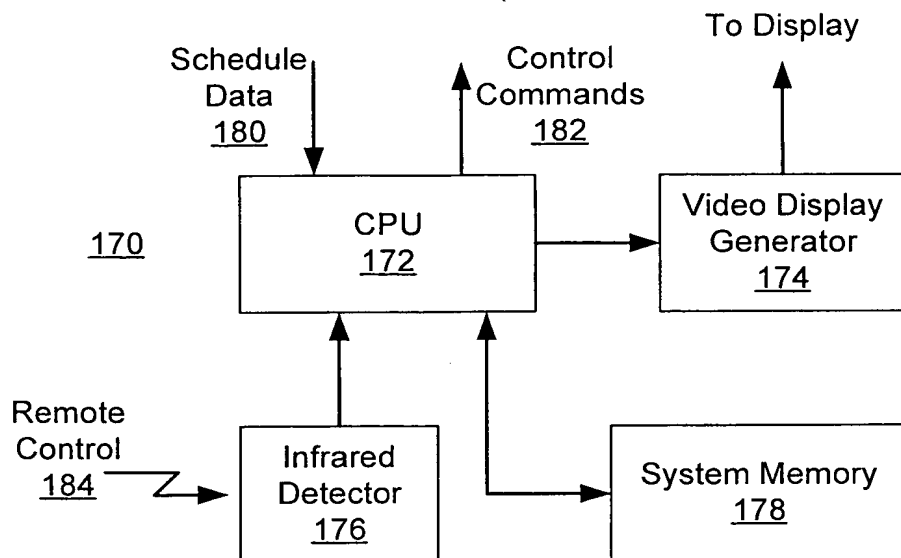 To Display
Schedule
Data
180
Control
Commands
182
CPU
172
Video Display
Generator
174
170
Remote
Control
184
Infrared
Detector
176
System Memory
178